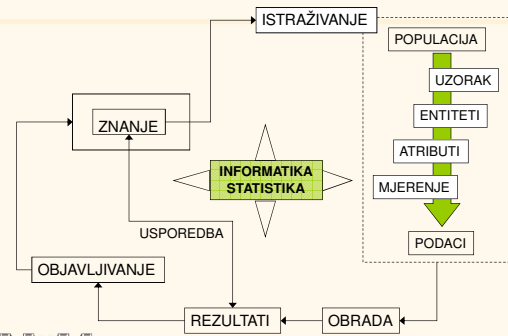 ISTRAŽIVANJE
POPULACIJA
UZORAK
ZNANJE
ENTITETI
ATRIBUTI
INFORMATIKA
STATISTIKA
MJERENJE
USPOREDBA
PODACI
OBJAVLJIVANJE
REZULTATI
OBRADA